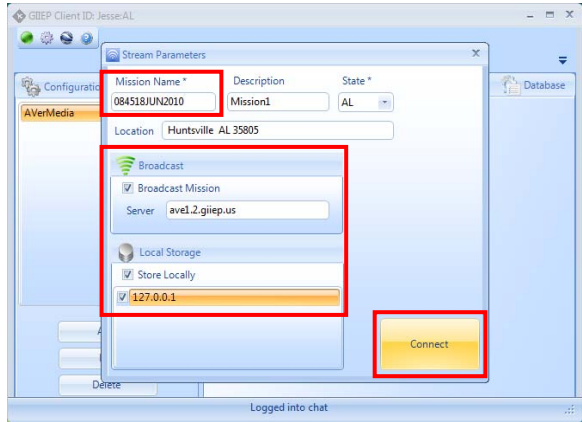 GIIEP Client ID: Jesse:AL
Stream Parameters
X
Configuratio
Database
AVerMedia
Mission Name *
Description
State *
084518JUN2010
Mission1
AL
Location
Huntsville AL 35805
Broadcast
Broadcast Mission
Server
ave1.2.giiep.us
Local Storage
Store Locally
127.0.0.1
Connect
Delete
Logged into chat